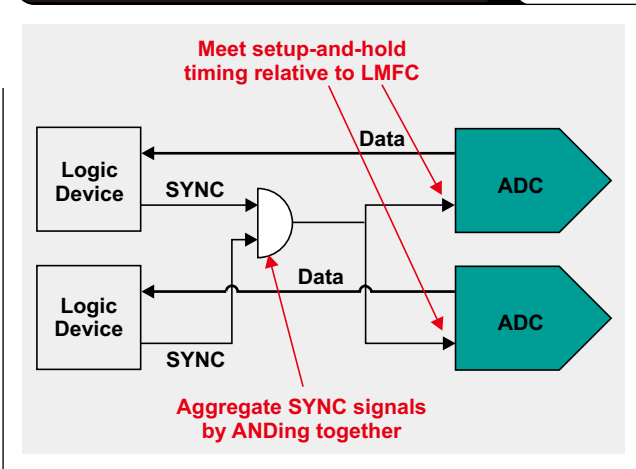 Meet setup-and-hold
timing relative to LMFC
Data
Logic
Device
ADC
SYNC
Data
Logic
Device
ADC
SYNC
Aggregate SYNC signals
by ANDing together